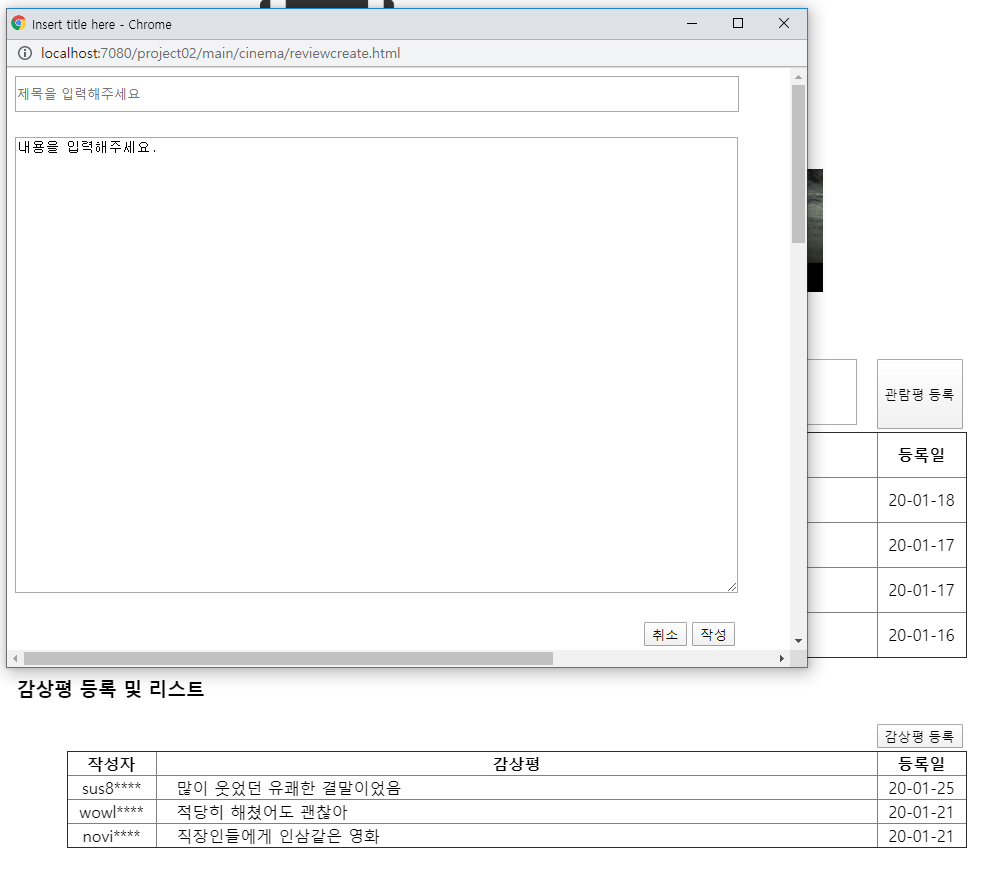 Insert title here - Chrome
localhost:7080/project02/main/cinema/reviewcreate.html
제목을 입력해주세요
내용을 입력해주세요.
취소 작성
관람평 등록
등록일
20-01-18
20-01-17
20-01-17
20-01-16
감상평 등록 및 리스트
감상평 등록
작성자 감상평 등록일
sus8**** 많이 웃었던 유쾌한 결말이었음 20-01-25
wowl**** 적당히 해쳤어도 괜찮아 20-01-21
novi**** 직장인들에게 인삼같은 영화 20-01-21